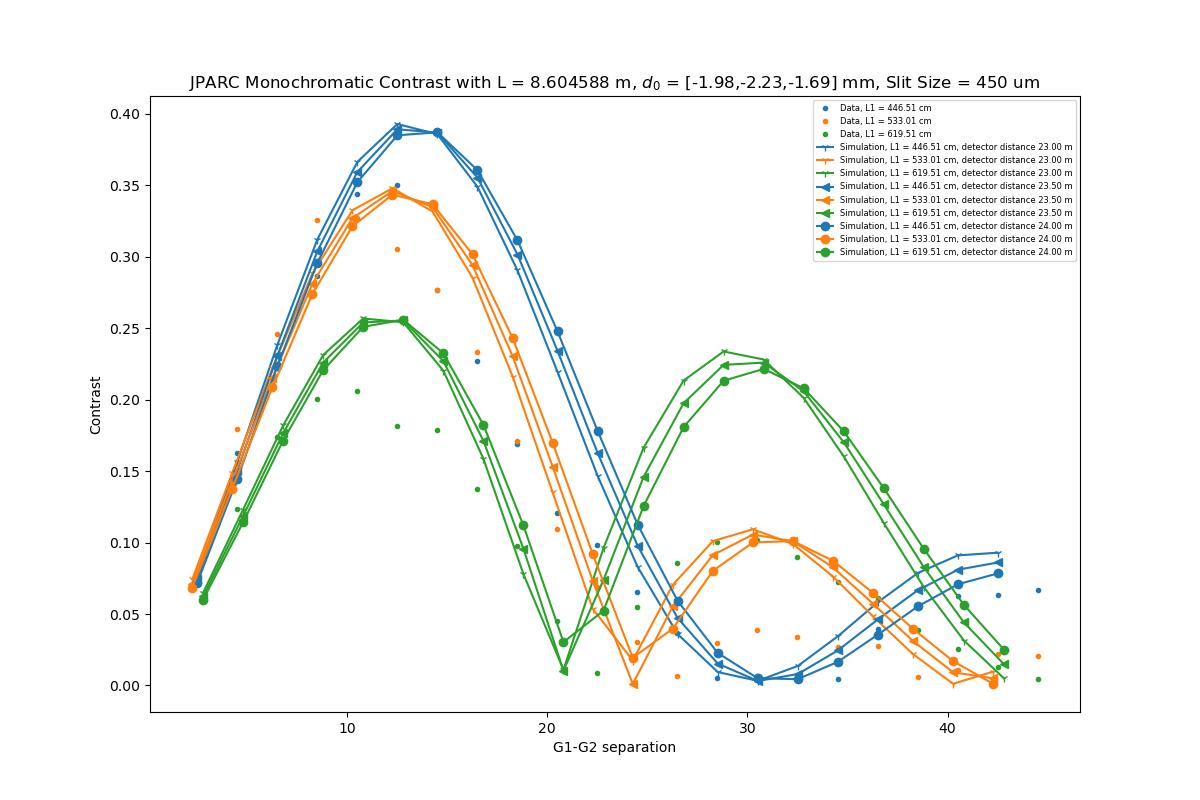 JPARC Monochromatic Contrast with L = 8.604588 m, d₀ = [-1.98,-2.23,-1.69] mm, Slit Size = 450 um
Data, L1 = 446.51 cm
Data, L1 = 533.01 cm
Data, L1 = 619.51 cm
Simulation, L1 = 446.51 cm, detector distance 23.00 m
Simulation, L1 = 533.01 cm, detector distance 23.00 m
Simulation, L1 = 619.51 cm, detector distance 23.00 m
Simulation, L1 = 446.51 cm, detector distance 23.50 m
Simulation, L1 = 533.01 cm, detector distance 23.50 m
Simulation, L1 = 619.51 cm, detector distance 23.50 m
Simulation, L1 = 446.51 cm, detector distance 24.00 m
Simulation, L1 = 533.01 cm, detector distance 24.00 m
Simulation, L1 = 619.51 cm, detector distance 24.00 m
0.40
0.35
0.30
0.25
0.20
0.15
0.10
0.05
0.00
Contrast
10 20 30 40
G1-G2 separation